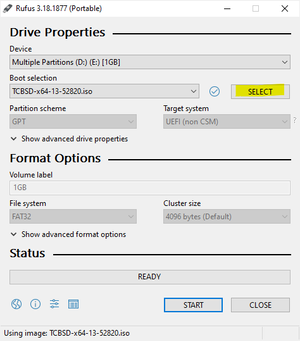 Rufus 3.18.1877 (Portable)
Drive Properties
Device
Multiple Partitions (D:) (E:) [1GB]
Boot selection
TCBSD-x64-13-52820.iso
SELECT
Partition scheme
Target system
GPT
UEFI (non CSM)
Show advanced drive properties
Format Options
Volume label
1GB
File system
Cluster size
FAT32
4096 bytes (Default)
Show advanced format options
Status
READY
START
CLOSE
Using image: TCBSD-x64-13-52820.iso